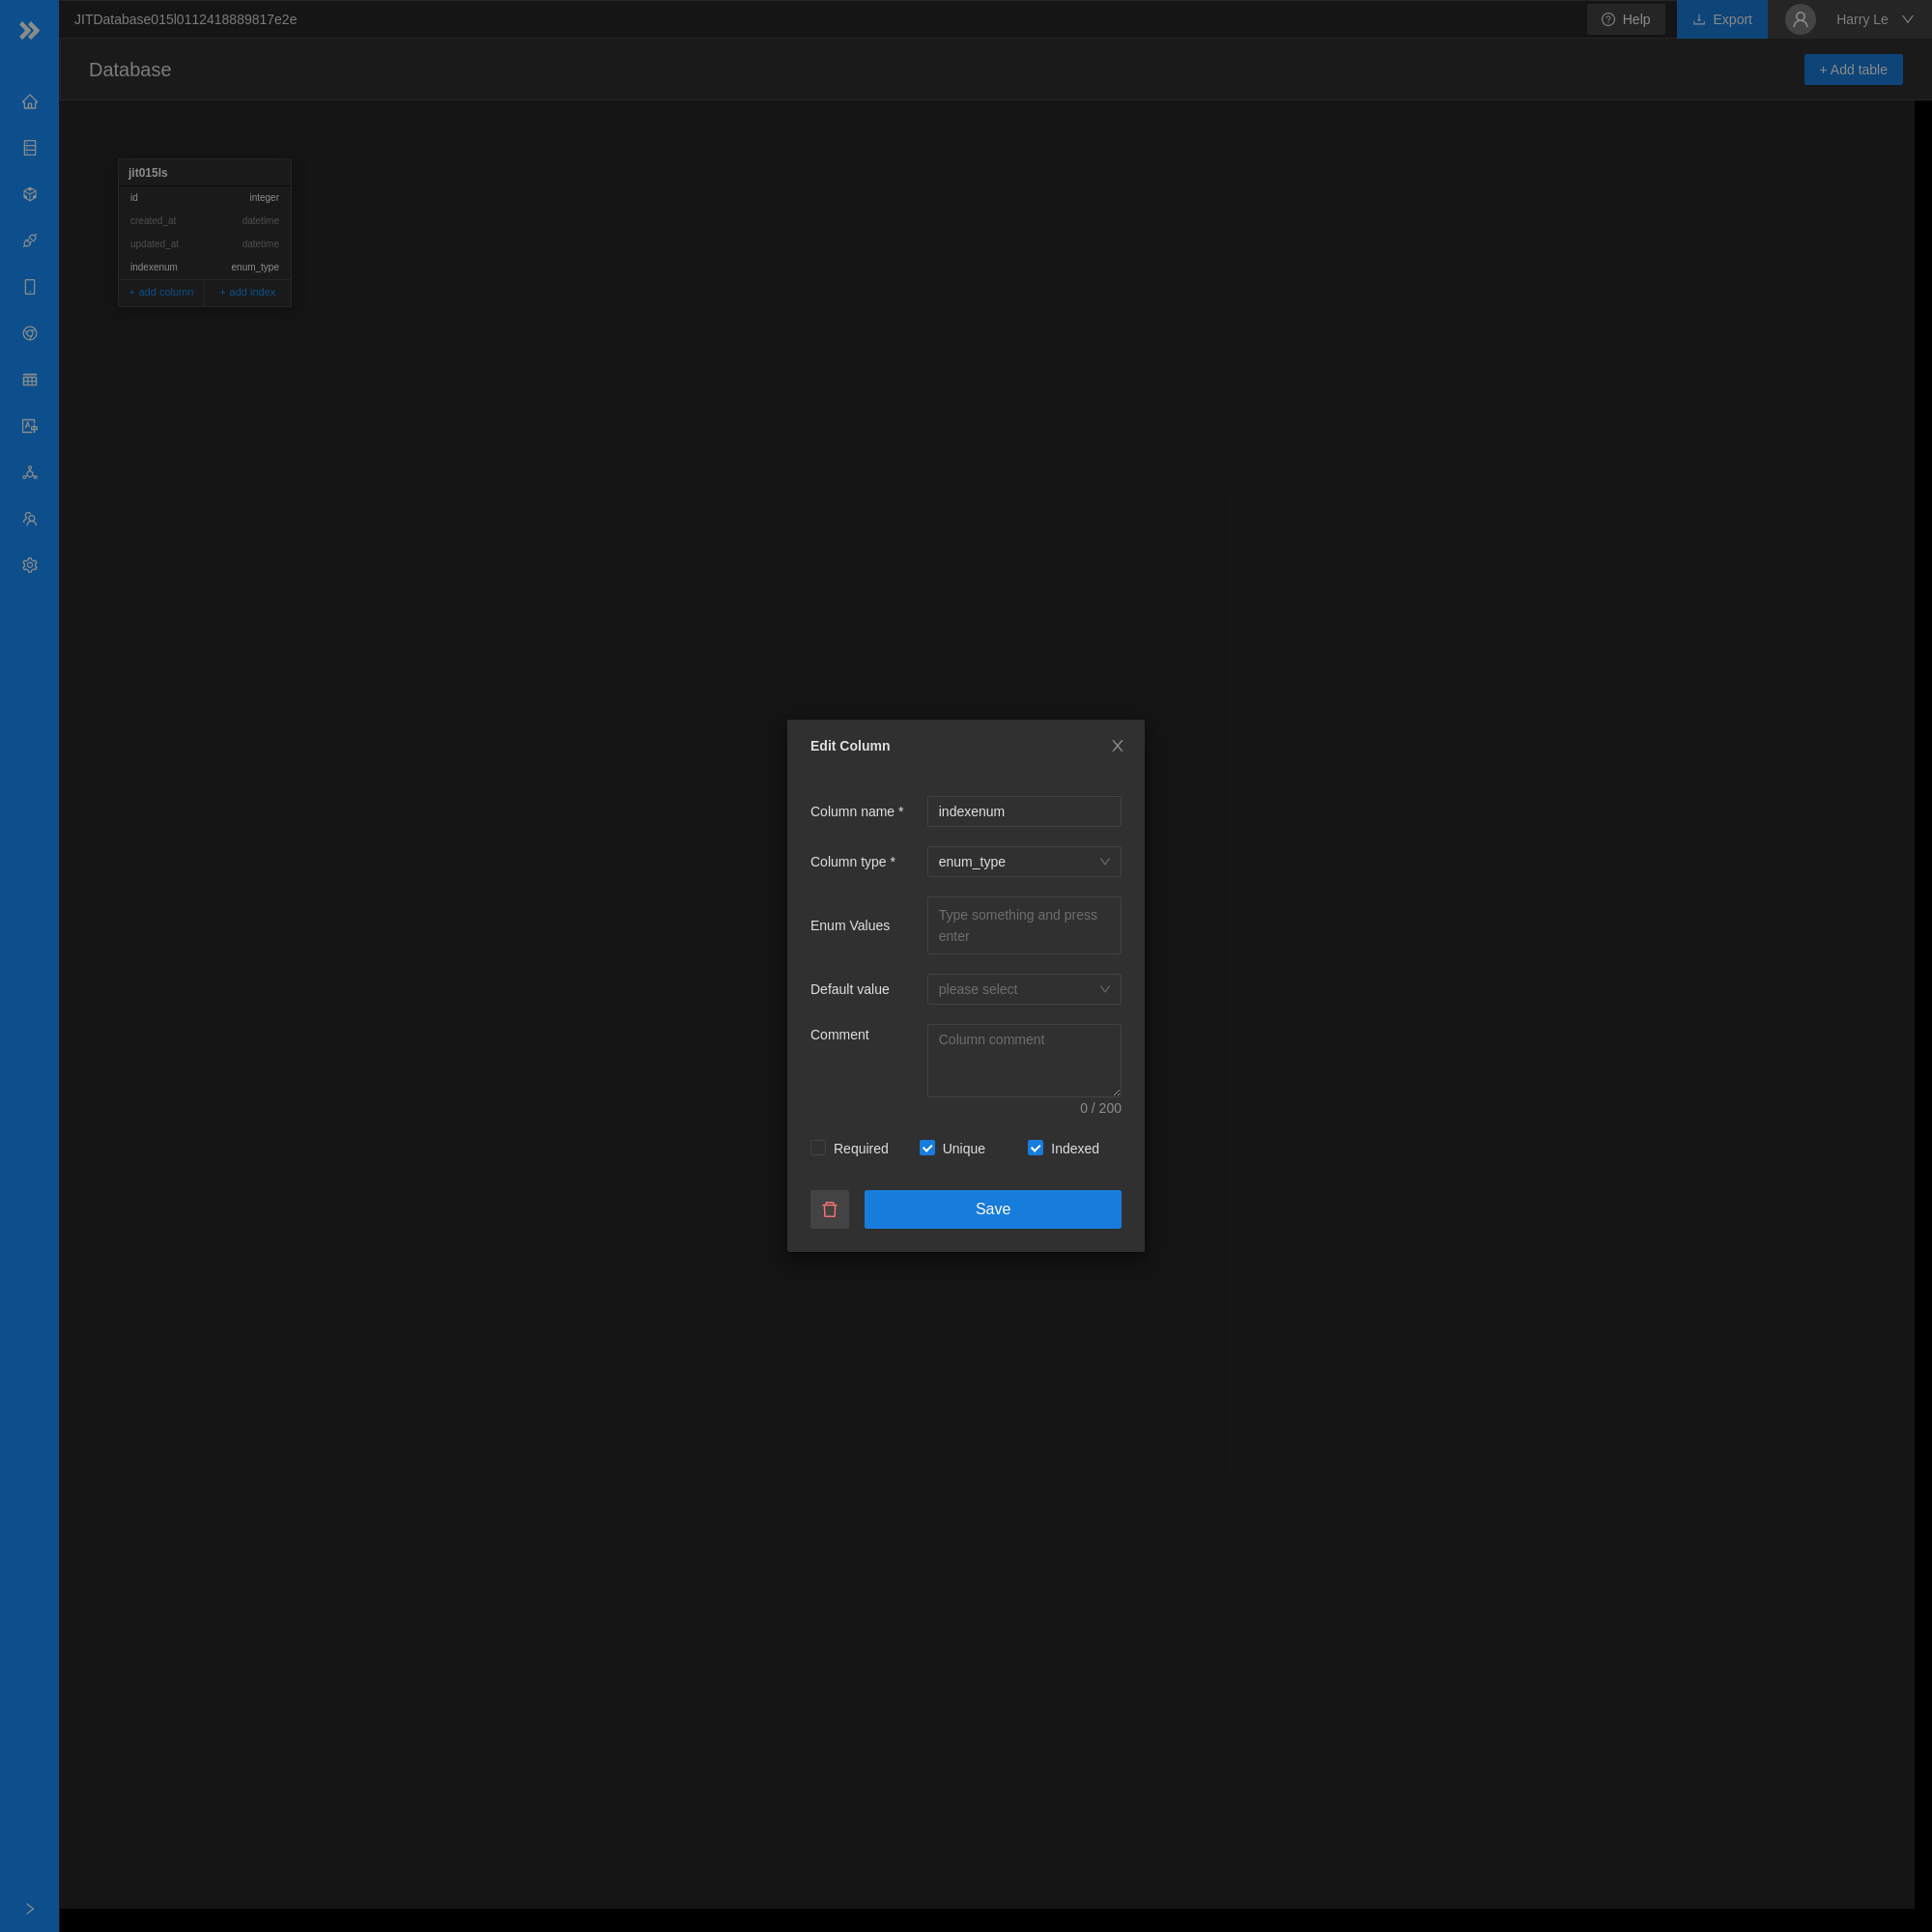 JITDatabase015l0112418889817e2e
Help
Export
Harry Le
Database
+ Add table
jit015ls
id integer
created_at datetime
updated_at datetime
indexenum enum_type
+ add column + add index
Edit Column
Column name * indexenum
Column type * enum_type
Enum Values
Type something and press
enter
Default value please select
Comment
Column comment
0 / 200
Required Unique Indexed
Save